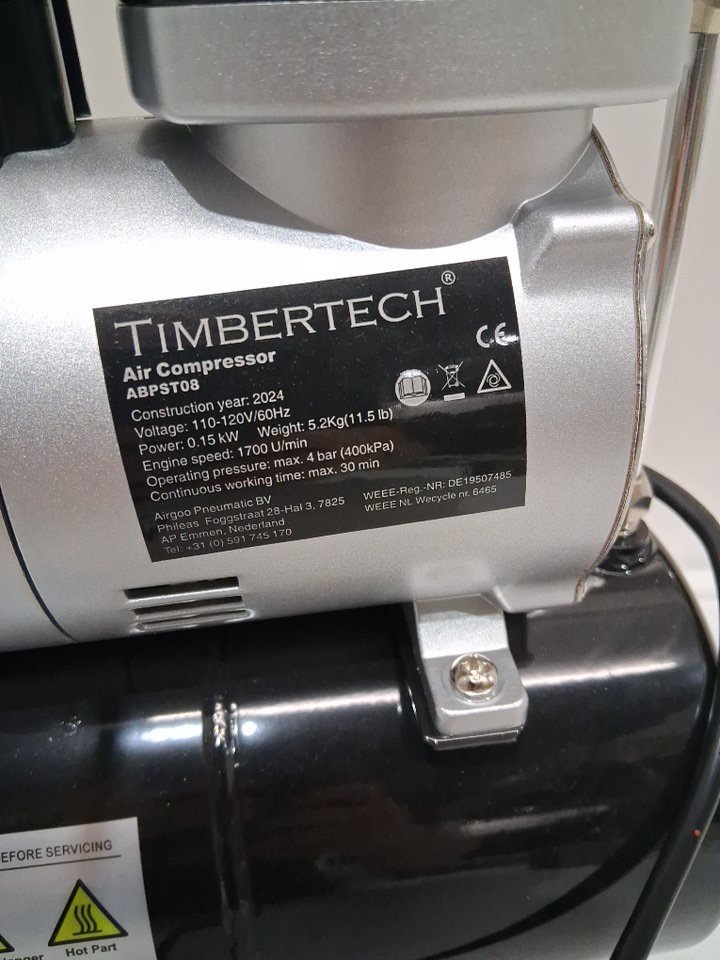 TIMBERTECH®
Air Compressor
ABPST08
CE
Construction year: 2024
Voltage: 110-120V/60Hz
Power: 0.15 kW Weight: 5.2Kg(11.5 lb)
Engine speed: 1700 U/min
Operating pressure: max. 4 bar (400kPa)
Continuous working time: max. 30 min
Airgoo Pneumatic BV
Phileas Foggstraat 28-Hal 3, 7825
AP Emmen, Nederland
Tel: +31 (0) 591 745 170
WEEE-Reg.-NR: DE19507485
WEEE NL Wecycle nr. 6465
EFORE SERVICING
anger
Hot Part